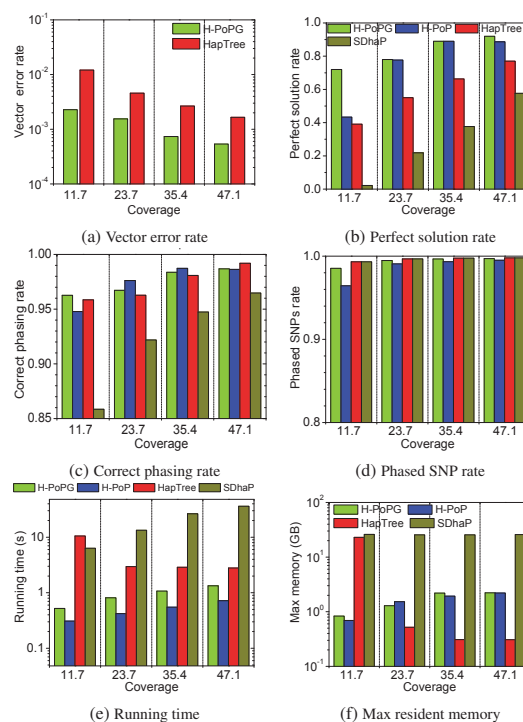 H-PoPG
HapTree
Vector error rate
10⁻¹
10⁻²
10⁻³
10⁻⁴
11.7 23.7 35.4 47.1
Coverage
(a) Vector error rate
H-PoPG H-PoP HapTree
SDhaP
Perfect solution rate
1.0
0.8
0.6
0.4
0.2
0.0
11.7 23.7 35.4 47.1
Coverage
(b) Perfect solution rate
Correct phasing rate
1.00
0.95
0.90
0.85
11.7 23.7 35.4 47.1
Coverage
(c) Correct phasing rate
Phased SNPs rate
1.0
0.9
0.8
11.7 23.7 35.4 47.1
Coverage
(d) Phased SNP rate
H-PoPG H-PoP HapTree SDhaP
Running time (s)
10
1
0.1
11.7 23.7 35.4 47.1
Coverage
(e) Running time
H-PoPG H-PoP
HapTree SDhaP
Max memory (GB)
10²
10¹
10⁰
10⁻¹
11.7 23.7 35.4 47.1
Coverage
(f) Max resident memory